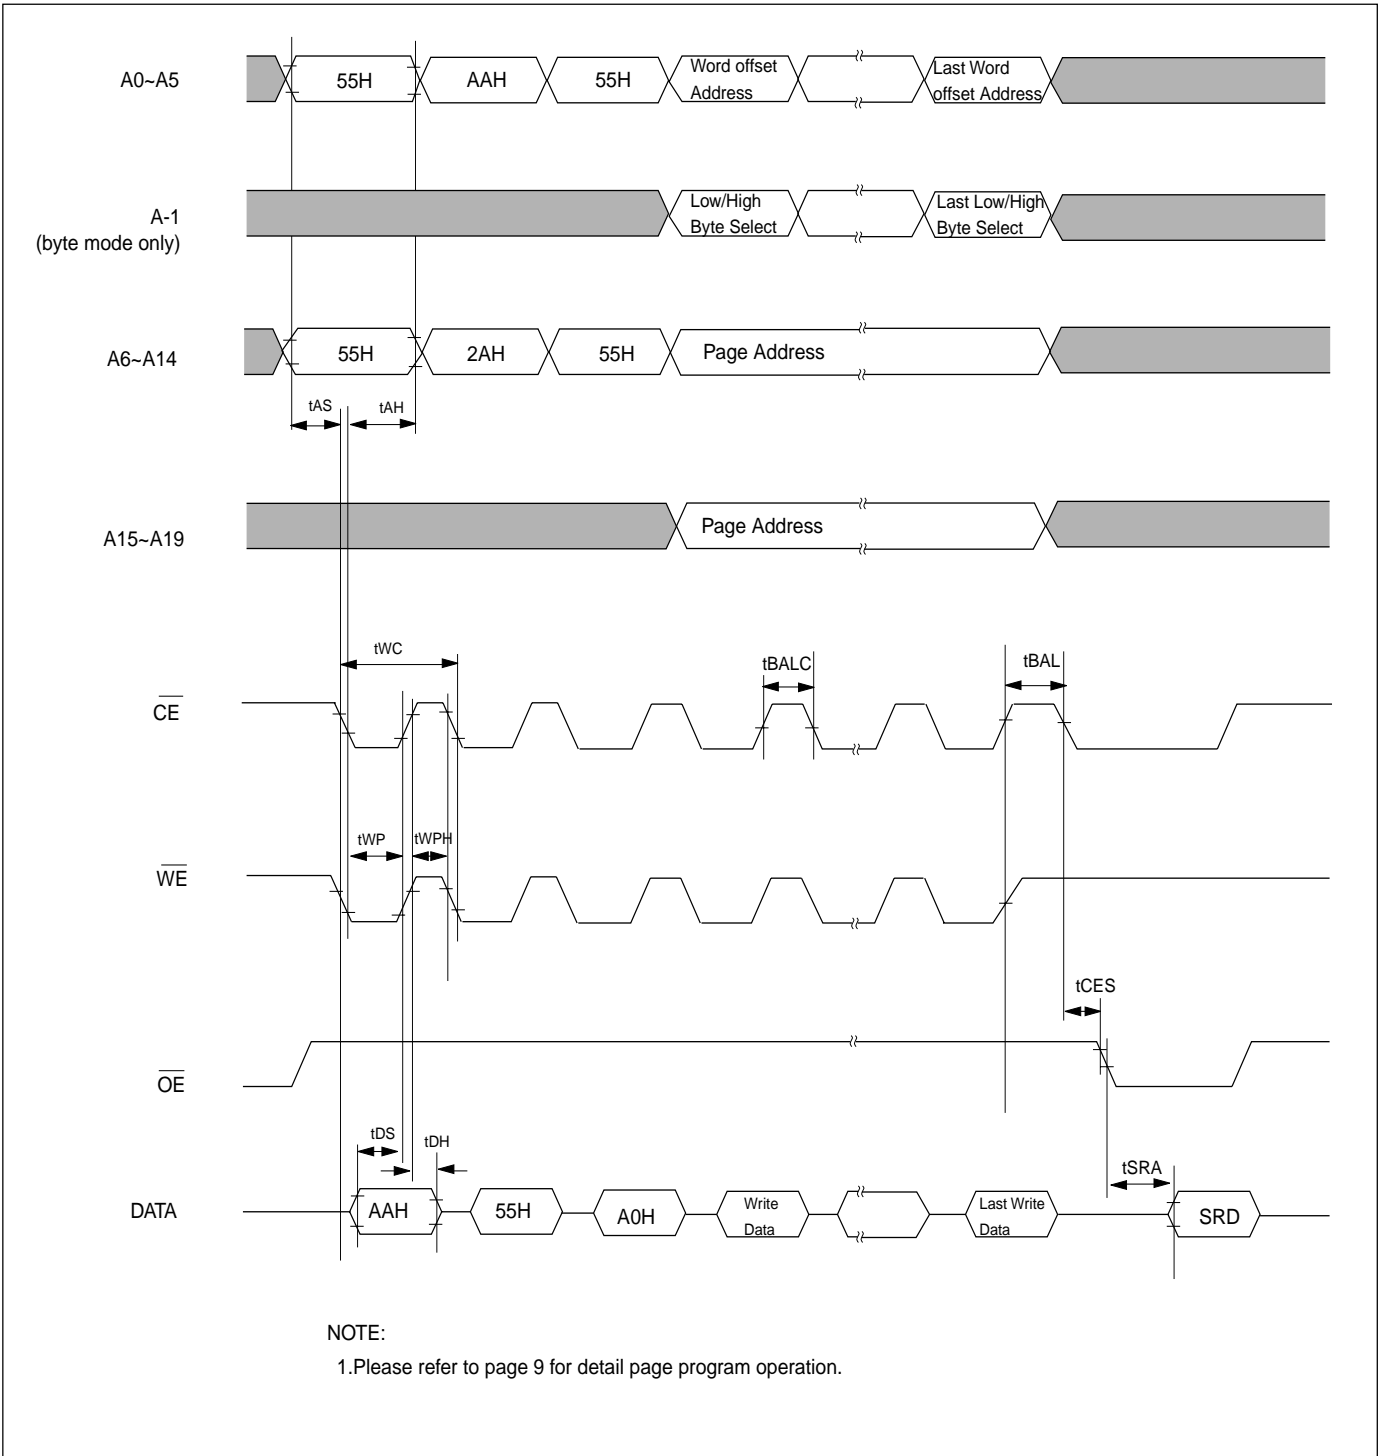 A0~A5
55H
AAH
55H
Word offset
Address
Last Word
offset Address
A-1
(byte mode only)
Low/High
Byte Select
Last Low/High
Byte Select
A6~A14
55H
2AH
55H
Page Address
tAS
tAH
A15~A19
Page Address
tWC
tBALC
tBAL
CE
tWP
tWPH
WE
tCES
OE
tDS
tDH
tSRA
DATA
AAH
55H
A0H
Write
Data
Last Write
Data
SRD
NOTE:
1.Please refer to page 9 for detail page program operation.